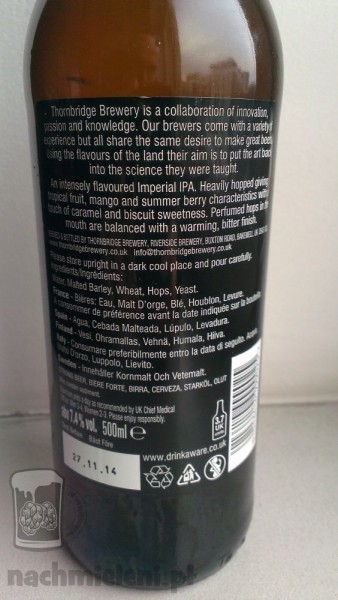 - Thornbridge Brewery is a collaboration of innovation,
passion and knowledge. Our brewers come with a variety of
experience but all share the same desire to make great beers.
Using the flavours of the land their aim is to put the art back
into the science they were taught.
An intensely flavoured Imperial IPA. Heavily hopped giving
tropical fruit, mango and summer berry characteristics with a
touch of caramel and biscuit sweetness. Perfumed hops in the
mouth are balanced with a warming, bitter finish.
& BOTTLED BY THORNBRIDGE BREWERY, RIVERSIDE BREWERY, BUXTON ROAD, BAKEWELL
www.thornbridgebrewery.co.uk info@thornbridgebrewery.co.uk
Please store upright in a dark cool place and pour carefully.
Ingredients/Ingrédients:
Water, Malted Barley, Wheat, Hops, Yeast.
France - Bières: Eau, Malt D'orge, Blé, Houblon, Levure.
A consommer de préférence avant la date indiquée sur la bouteille
Spain - Agua, Cebada Malteada, Lúpulo, Levadura.
Finland - Vesi, Ohramallas, Vehnä, Humala, Hiiva.
Italy - Consumare preferibilmente entro la data di seguito. Acqua,
Malto D'orzo, Luppolo, Lievito.
Sweden - Innehåller Kornmalt Och Vetemalt.
BEER, BIÈRE FORTE, BIRRA, CERVEZA, STARKÖL, OLUT
recommended by UK Chief Medical
Women 2-3. Please enjoy responsibly.
abv 7.4% vol. 500ml e
3.7
UK
UNITS
www.drinkaware.co.uk
27.11.14
nachmieleni.pl